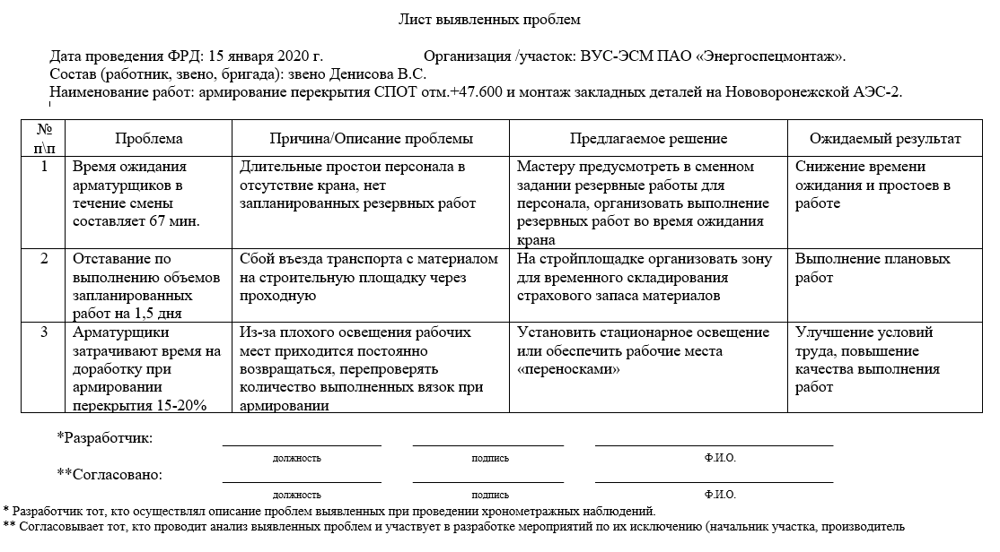 Лист выявленных проблем
Дата проведения ФРД: 15 января 2020 г. Организация /участок: ВУС-ЭСМ ПАО «Энергоспецмонтаж».
Состав (работник, звено, бригада): звено Денисова В.С.
Наименование работ: армирование перекрытия СПОТ отм.+47.600 и монтаж закладных деталей на Нововоронежской АЭС-2.
№
п\п
Проблема
Причина/Описание проблемы
Предлагаемое решение
Ожидаемый результат
1
Время ожидания
арматурщиков в
течение смены
составляет 67 мин.
Длительные простои персонала в
отсутствие крана, нет
запланированных резервных работ
Мастеру предусмотреть в сменном
задании резервные работы для
персонала, организовать выполнение
резервных работ во время ожидания
крана
Снижение времени
ожидания и простоев в
работе
2
Отставание по
выполнению объемов
запланированных
работ на 1,5 дня
Сбой въезда транспорта с материалом
на строительную площадку через
проходную
На стройплощадке организовать зону
для временного складирования
страхового запаса материалов
Выполнение плановых
работ
3
Арматурщики
затрачивают время на
доработку при
армировании
перекрытия 15-20%
Из-за плохого освещения рабочих
мест приходится постоянно
возвращаться, перепроверять
количество выполненных вязок при
армировании
Установить стационарное освещение
или обеспечить рабочие места
«переносками»
Улучшение условий
труда, повышение
качества выполнения
работ
*Разработчик:
должность подпись Ф.И.О.
**Согласовано:
должность подпись Ф.И.О.
* Разработчик тот, кто осуществлял описание проблем выявленных при проведении хронометражных наблюдений.
** Согласовывает тот, кто проводит анализ выявленных проблем и участвует в разработке мероприятий по их исключению (начальник участка, производитель